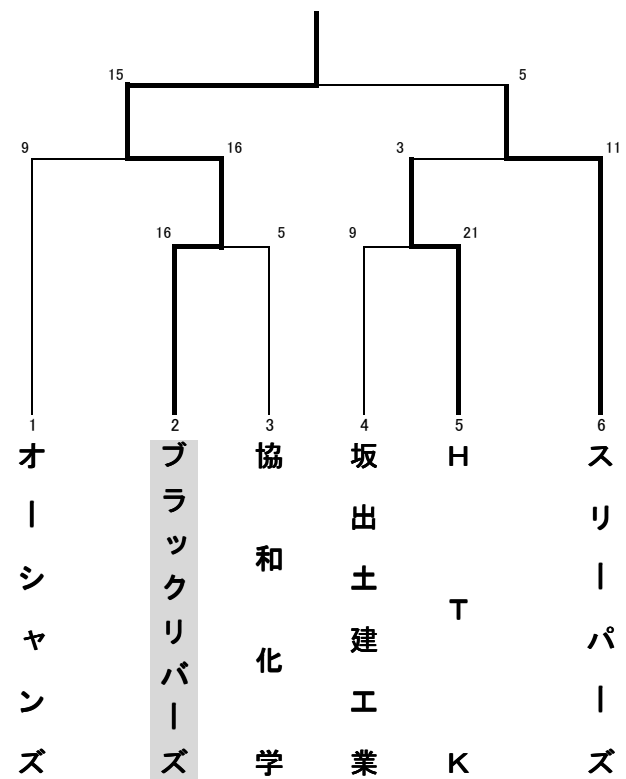 15 5
9 16 3 11
16 5 9 21
1 2 3 4 5 6
オーシャンズ
ブラックリバーズ
協和化学
坂出土建工業
HTK
スリーパーズ